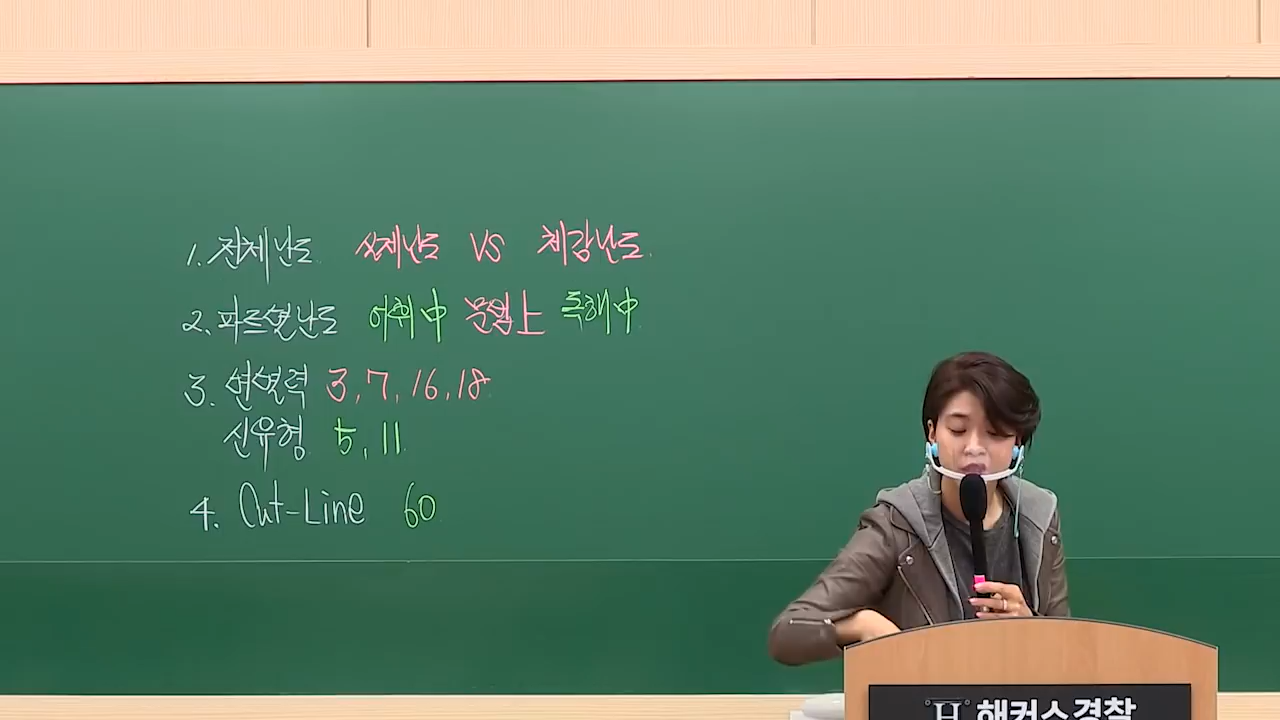 1. 전체난도 실제난도 VS 체감난도
2. 파트별난도 어휘中 문법上 독해中
3. 변별력 3, 7, 16, 18
신유형 5, 11
4. Cut-Line 60
H 해커스경찰